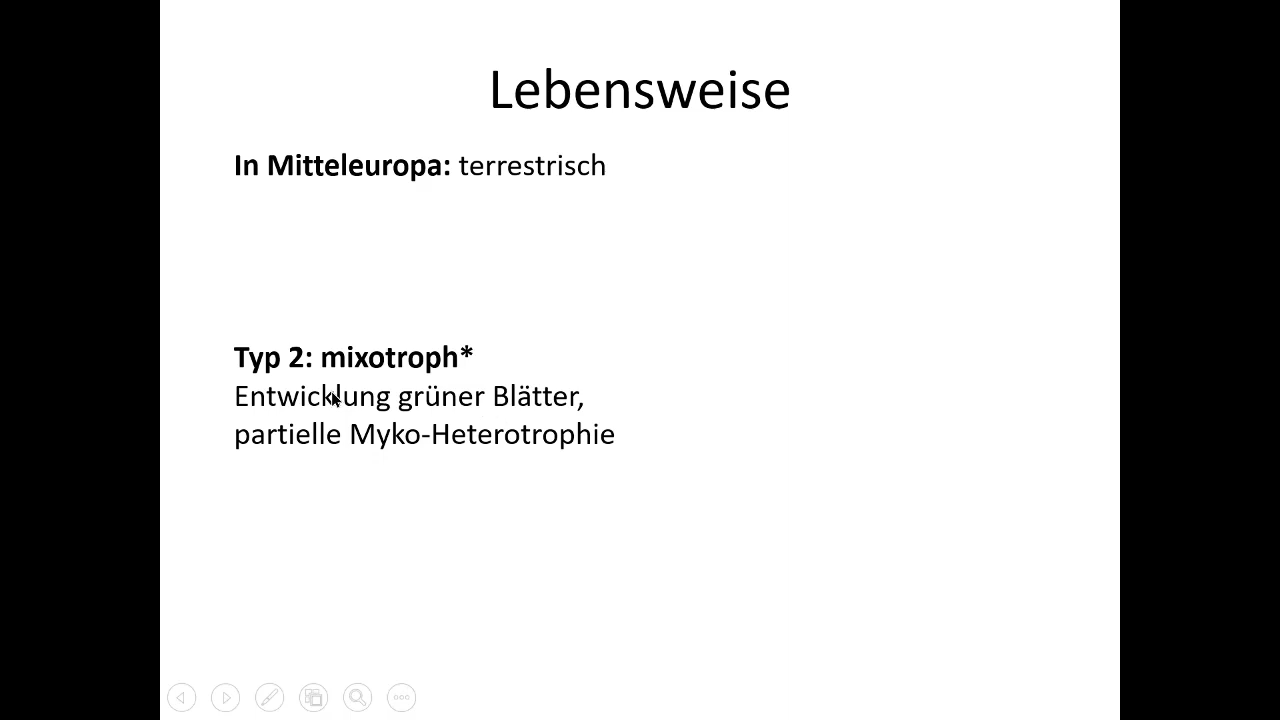 Lebensweise
In Mitteleuropa: terrestrisch
Typ 2: mixotroph*
Entwicklung grüner Blätter,
partielle Myko-Heterotrophie